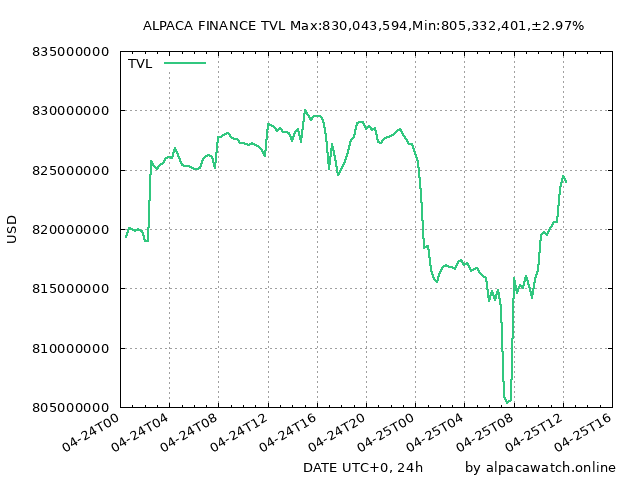 ALPACA FINANCE TVL Max:830,043,594,Min:805,332,401,±2.97%
TVL
USD
835000000
830000000
825000000
820000000
815000000
810000000
805000000
04-24T00
04-24T04
04-24T08
04-24T12
04-24T16
04-24T20
04-25T00
04-25T04
04-25T08
04-25T12
04-25T16
DATE UTC+0, 24h
by alpacawatch.online